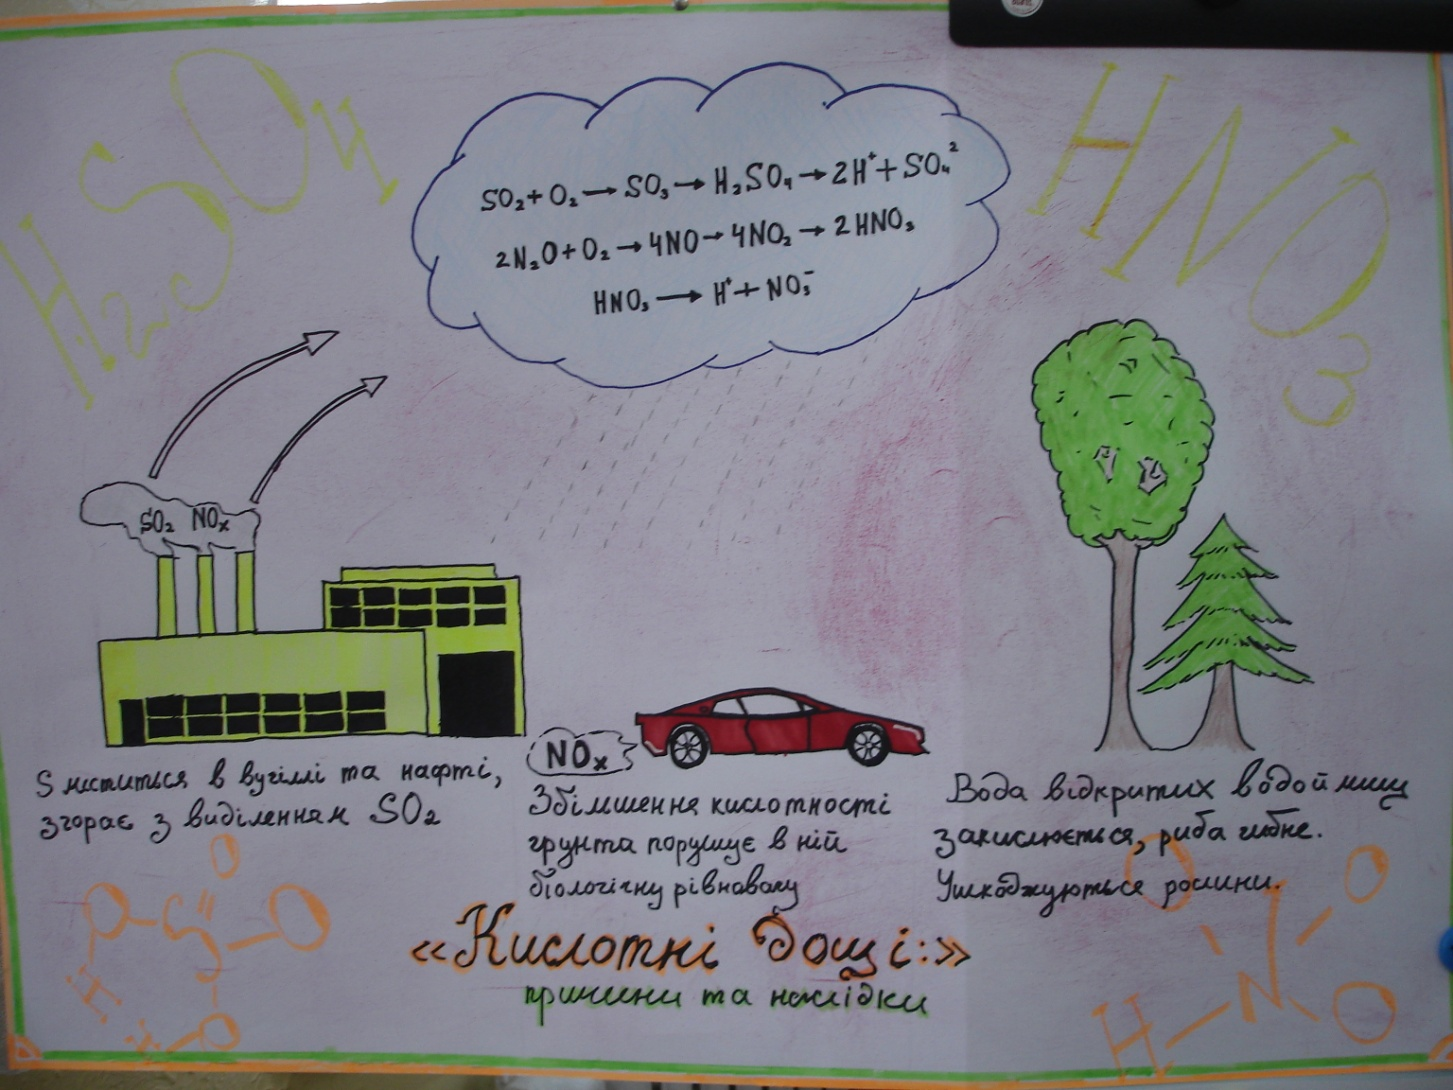 H₂SO₄
HNO₃
SO₂ + O₂ → SO₃ → H₂SO₄ → 2H⁺ + SO₄²
2N₂O + O₂ → 4NO → 4NO₂ → 2HNO₃
HNO₃ → H⁺ + NO₃⁻
SO₂ NOₓ
NOₓ
S міститься в вугіллі та нафті,
згорає з виділенням SO₂
Збільшення кислотності
грунта порушує в ній
біологічну рівновагу
Вода відкритих водоймищ
закислюється, риба гибне.
Ушкоджуються рослини.
«Кислотні дощі:»
причини та наслідки
O S O O H H O
O O N O H